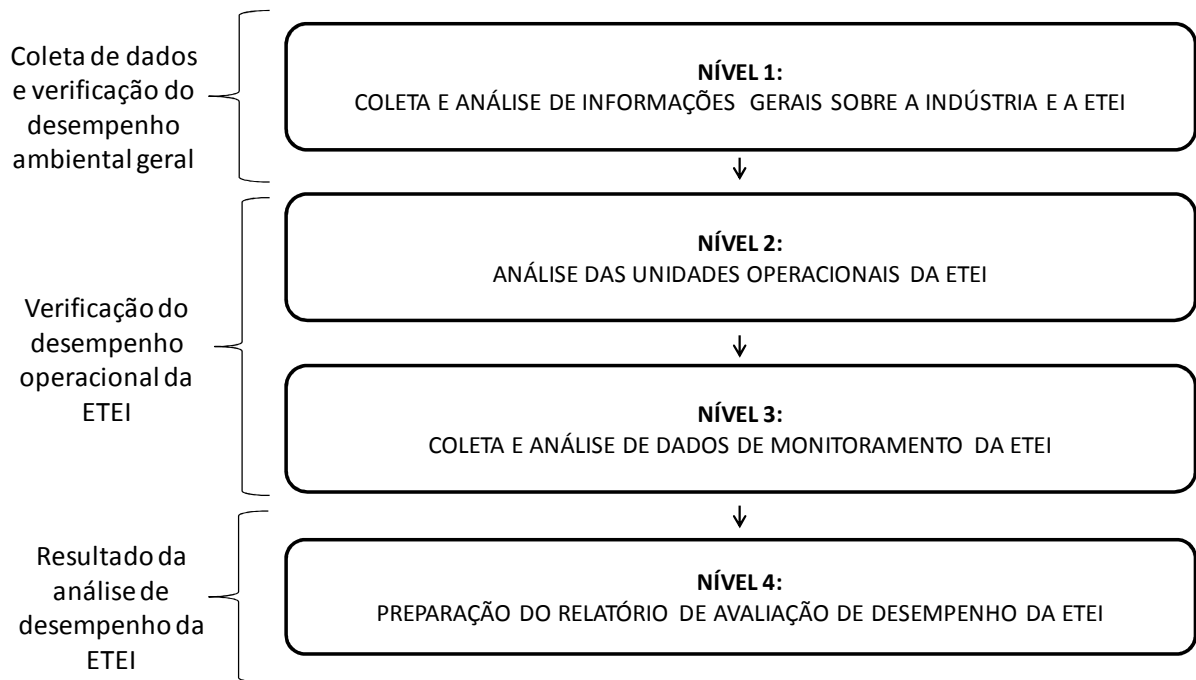 Coleta de dados
e verificação do
desempenho
ambiental geral
NÍVEL 1:
COLETA E ANÁLISE DE INFORMAÇÕES GERAIS SOBRE A INDÚSTRIA E A ETEI
Verificação do
desempenho
operacional da
ETEI
NÍVEL 2:
ANÁLISE DAS UNIDADES OPERACIONAIS DA ETEI
NÍVEL 3:
COLETA E ANÁLISE DE DADOS DE MONITORAMENTO DA ETEI
Resultado da
análise de
desempenho da
ETEI
NÍVEL 4:
PREPARAÇÃO DO RELATÓRIO DE AVALIAÇÃO DE DESEMPENHO DA ETEI